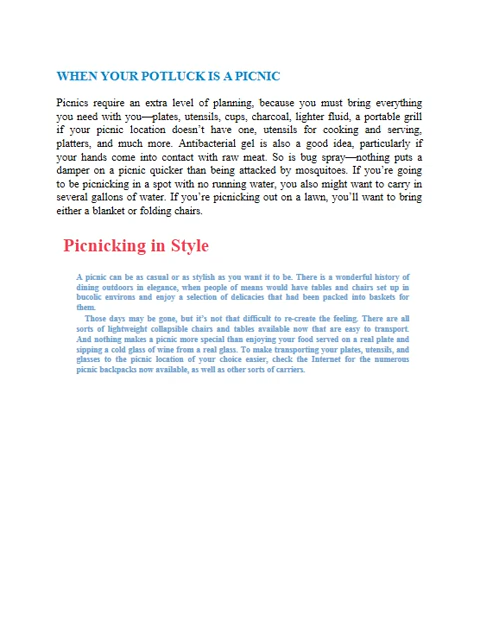 WHEN YOUR POTLUCK IS A PICNIC
Picnics require an extra level of planning, because you must bring everything
you need with you—plates, utensils, cups, charcoal, lighter fluid, a portable grill
if your picnic location doesn’t have one, utensils for cooking and serving,
platters, and much more. Antibacterial gel is also a good idea, particularly if
your hands come into contact with raw meat. So is bug spray—nothing puts a
damper on a picnic quicker than being attacked by mosquitoes. If you’re going
to be picnicking in a spot with no running water, you also might want to carry in
several gallons of water. If you’re picnicking out on a lawn, you’ll want to bring
either a blanket or folding chairs.
Picnicking in Style
A picnic can be as casual or as stylish as you want it to be. There is a wonderful history of
dining outdoors in elegance, when people of means would have tables and chairs set up in
bucolic environs and enjoy a selection of delicacies that had been packed into baskets for
them.
Those days may be gone, but it’s not that difficult to re-create the feeling. There are all
sorts of lightweight collapsible chairs and tables available now that are easy to transport.
And nothing makes a picnic more special than enjoying your food served on a real plate and
sipping a cold glass of wine from a real glass. To make transporting your plates, utensils, and
glasses to the picnic location of your choice easier, check the Internet for the numerous
picnic backpacks now available, as well as other sorts of carriers.